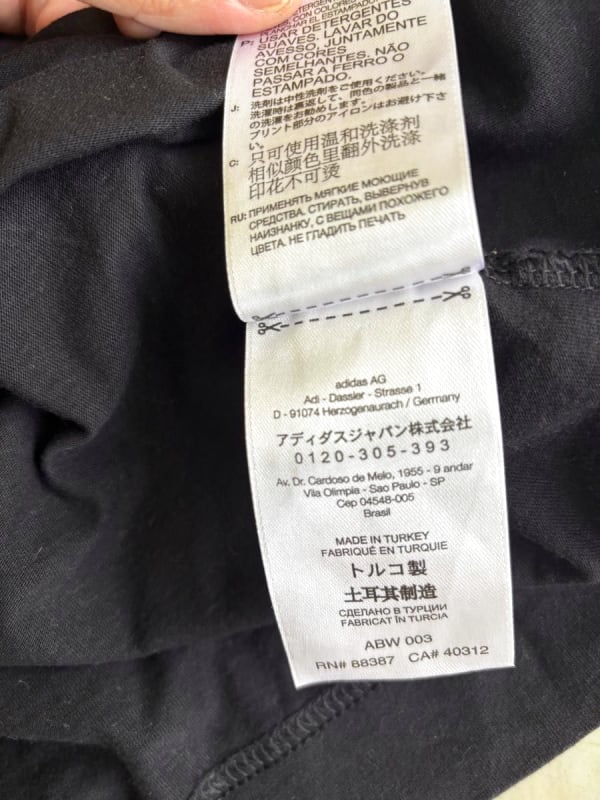 PLANCHAR EL ESTAMPADO.
P: USAR DETERGENTES
SUAVES. LAVAR DO
AVESSO, JUNTAMENTE
COM CORES
SEMELHANTES. NÃO
PASSAR A FERRO O
ESTAMPADO.
J: 洗剤は中性洗剤をご使用ください。
洗濯時は裏返して、同色の製品と一緒
の洗濯をお勧めします。
プリント部分のアイロンはお避け下さ
い。
C: 只可使用温和洗涤剂
相似颜色里翻外洗涤
印花不可烫
RU: ПРИМЕНЯТЬ МЯГКИЕ МОЮЩИЕ
СРЕДСТВА. СТИРАТЬ, ВЫВЕРНУВ
НАИЗНАНКУ, С ВЕЩАМИ ПОХОЖЕГО
ЦВЕТА. НЕ ГЛАДИТЬ ПЕЧАТЬ
adidas AG
Adi - Dassler - Strasse 1
D - 91074 Herzogenaurach / Germany
アディダスジャパン株式会社
0120-305-393
Av. Dr. Cardoso de Melo, 1955 - 9 andar
Vila Olimpia - Sao Paulo - SP
Cep 04548-005
Brasil
MADE IN TURKEY
FABRIQUÉ EN TURQUIE
トルコ製
土耳其制造
СДЕЛАНО В ТУРЦИИ
FABRICAT ÎN TURCIA
ABW 003
RN# 88387 CA# 40312